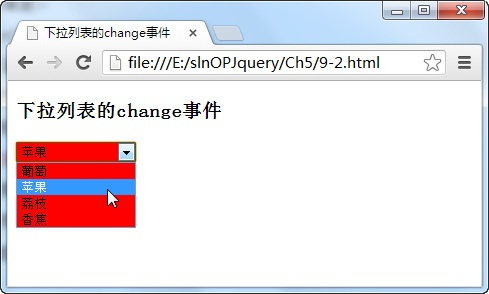 下拉列表的change事件
file:///E:/slnOPJquery/Ch5/9-2.html
下拉列表的change事件
苹果
葡萄
苹果
荔枝
香焦